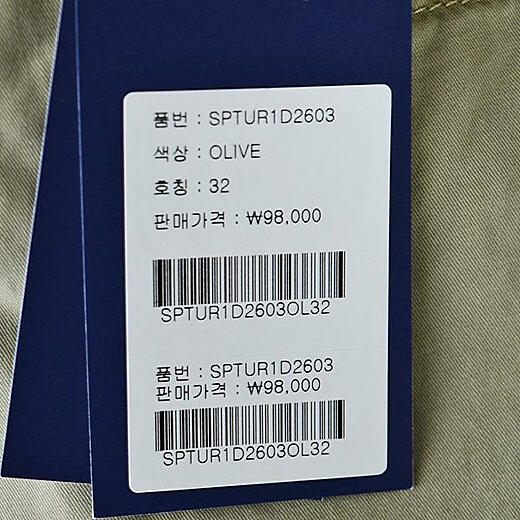 품번 : SPTUR1D2603
색상 : OLIVE
호칭 : 32
판매가격 : ₩98,000
SPTUR1D2603OL32
품번 : SPTUR1D2603
판매가격 : ₩98,000
SPTUR1D2603OL32